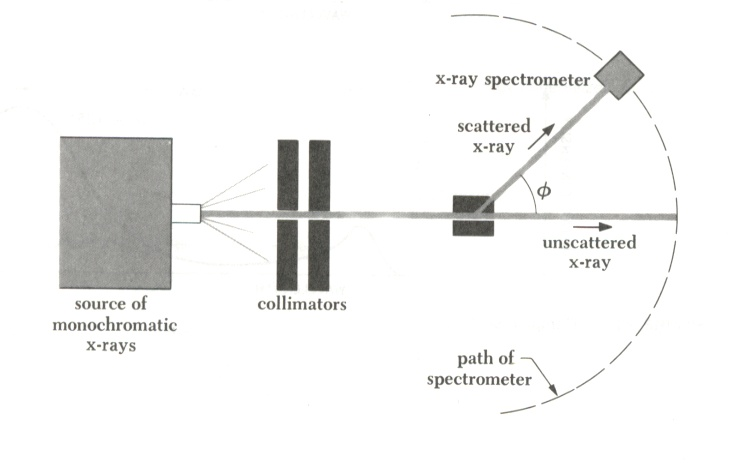 x-ray spectrometer
scattered
x-ray
ϕ
unscattered
x-ray
source of
monochromatic
x-rays
collimators
path of
spectrometer